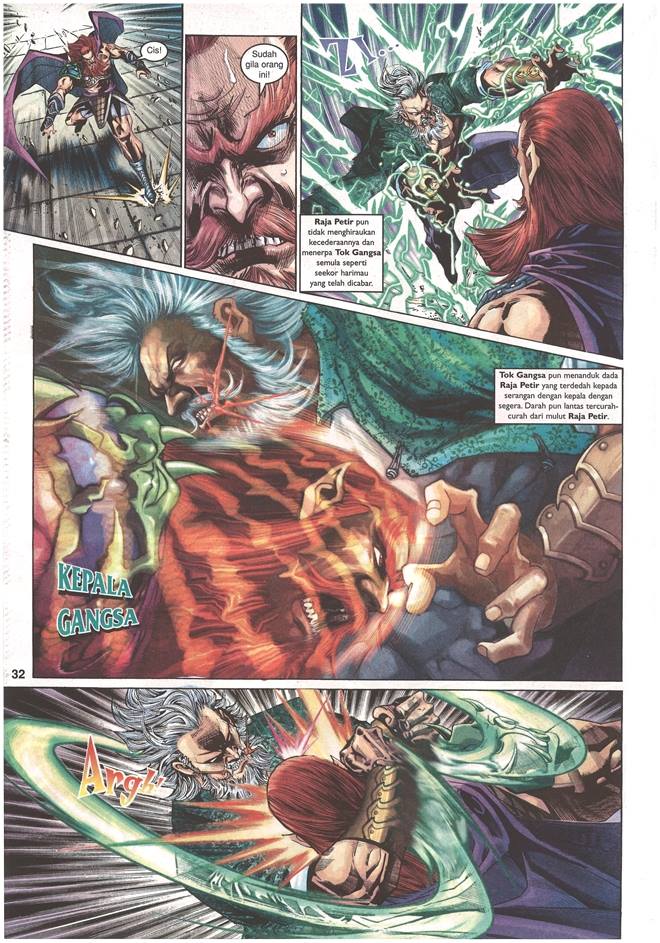 Cis!
Sudah
gila orang
ini!
ZZ...
Raja Petir pun
tidak menghiraukan
kecederaannya dan
menerpa Tok Gangsa
semula seperti
seekor harimau
yang telah dicabar.
Tok Gangsa pun menanduk dada
Raja Petir yang terdedah kepada
serangan dengan kepala dengan
segera. Darah pun lantas tercurah-
curah dari mulut Raja Petir.
KEPALA
GANGSA
32
Argh!